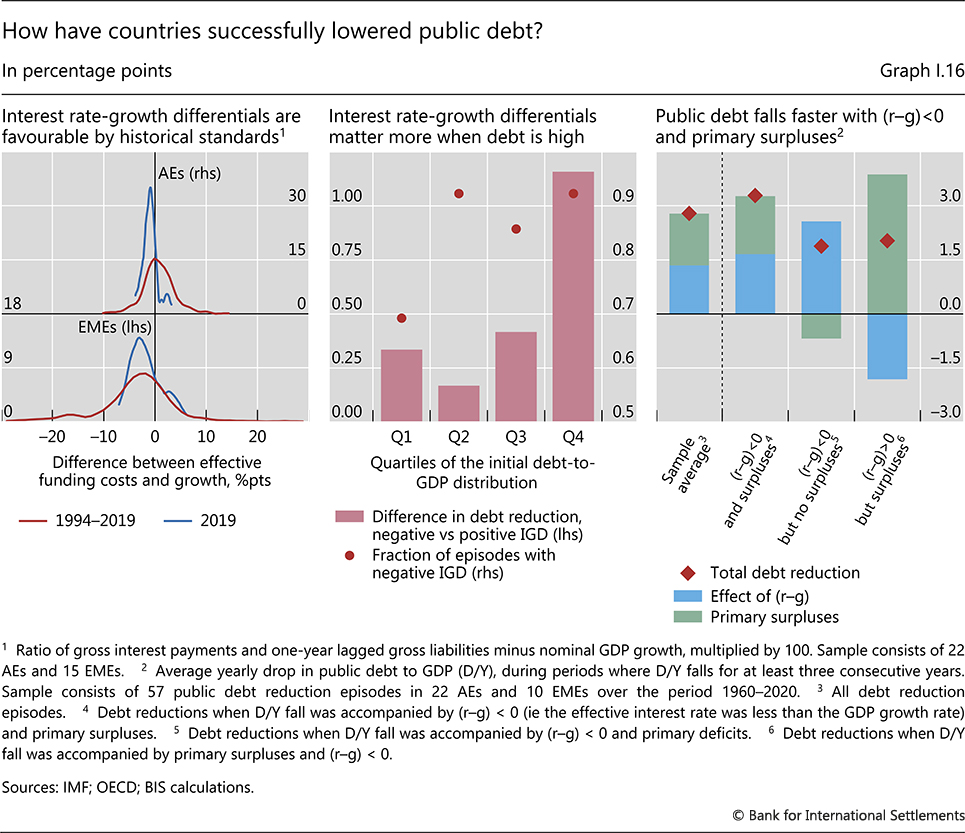 How have countries successfully lowered public debt?
In percentage points
Graph I.16
Interest rate-growth differentials are
favourable by historical standards¹
AEs (rhs)
30
15
0
18
EMEs (lhs)
9
0
−20 −10 0 10 20
Difference between effective
funding costs and growth, %pts
1994–2019 2019
Interest rate-growth differentials
matter more when debt is high
1.00 0.9
0.75 0.8
0.50 0.7
0.25 0.6
0.00 0.5
Q1 Q2 Q3 Q4
Quartiles of the initial debt-to-
GDP distribution
Difference in debt reduction,
negative vs positive IGD (lhs)
Fraction of episodes with
negative IGD (rhs)
Public debt falls faster with (r–g)<0
and primary surpluses²
3.0
1.5
0.0
−1.5
−3.0
Sample
average³
(r–g)<0
and surpluses⁴
(r–g)<0
but no surpluses⁵
(r–g)>0
but surpluses⁶
Total debt reduction
Effect of (r–g)
Primary surpluses
¹ Ratio of gross interest payments and one-year lagged gross liabilities minus nominal GDP growth, multiplied by 100. Sample consists of 22
AEs and 15 EMEs. ² Average yearly drop in public debt to GDP (D/Y), during periods where D/Y falls for at least three consecutive years.
Sample consists of 57 public debt reduction episodes in 22 AEs and 10 EMEs over the period 1960–2020. ³ All debt reduction
episodes. ⁴ Debt reductions when D/Y fall was accompanied by (r–g) < 0 (ie the effective interest rate was less than the GDP growth rate)
and primary surpluses. ⁵ Debt reductions when D/Y fall was accompanied by (r–g) < 0 and primary deficits. ⁶ Debt reductions when D/Y
fall was accompanied by primary surpluses and (r–g) < 0.
Sources: IMF; OECD; BIS calculations.
© Bank for International Settlements